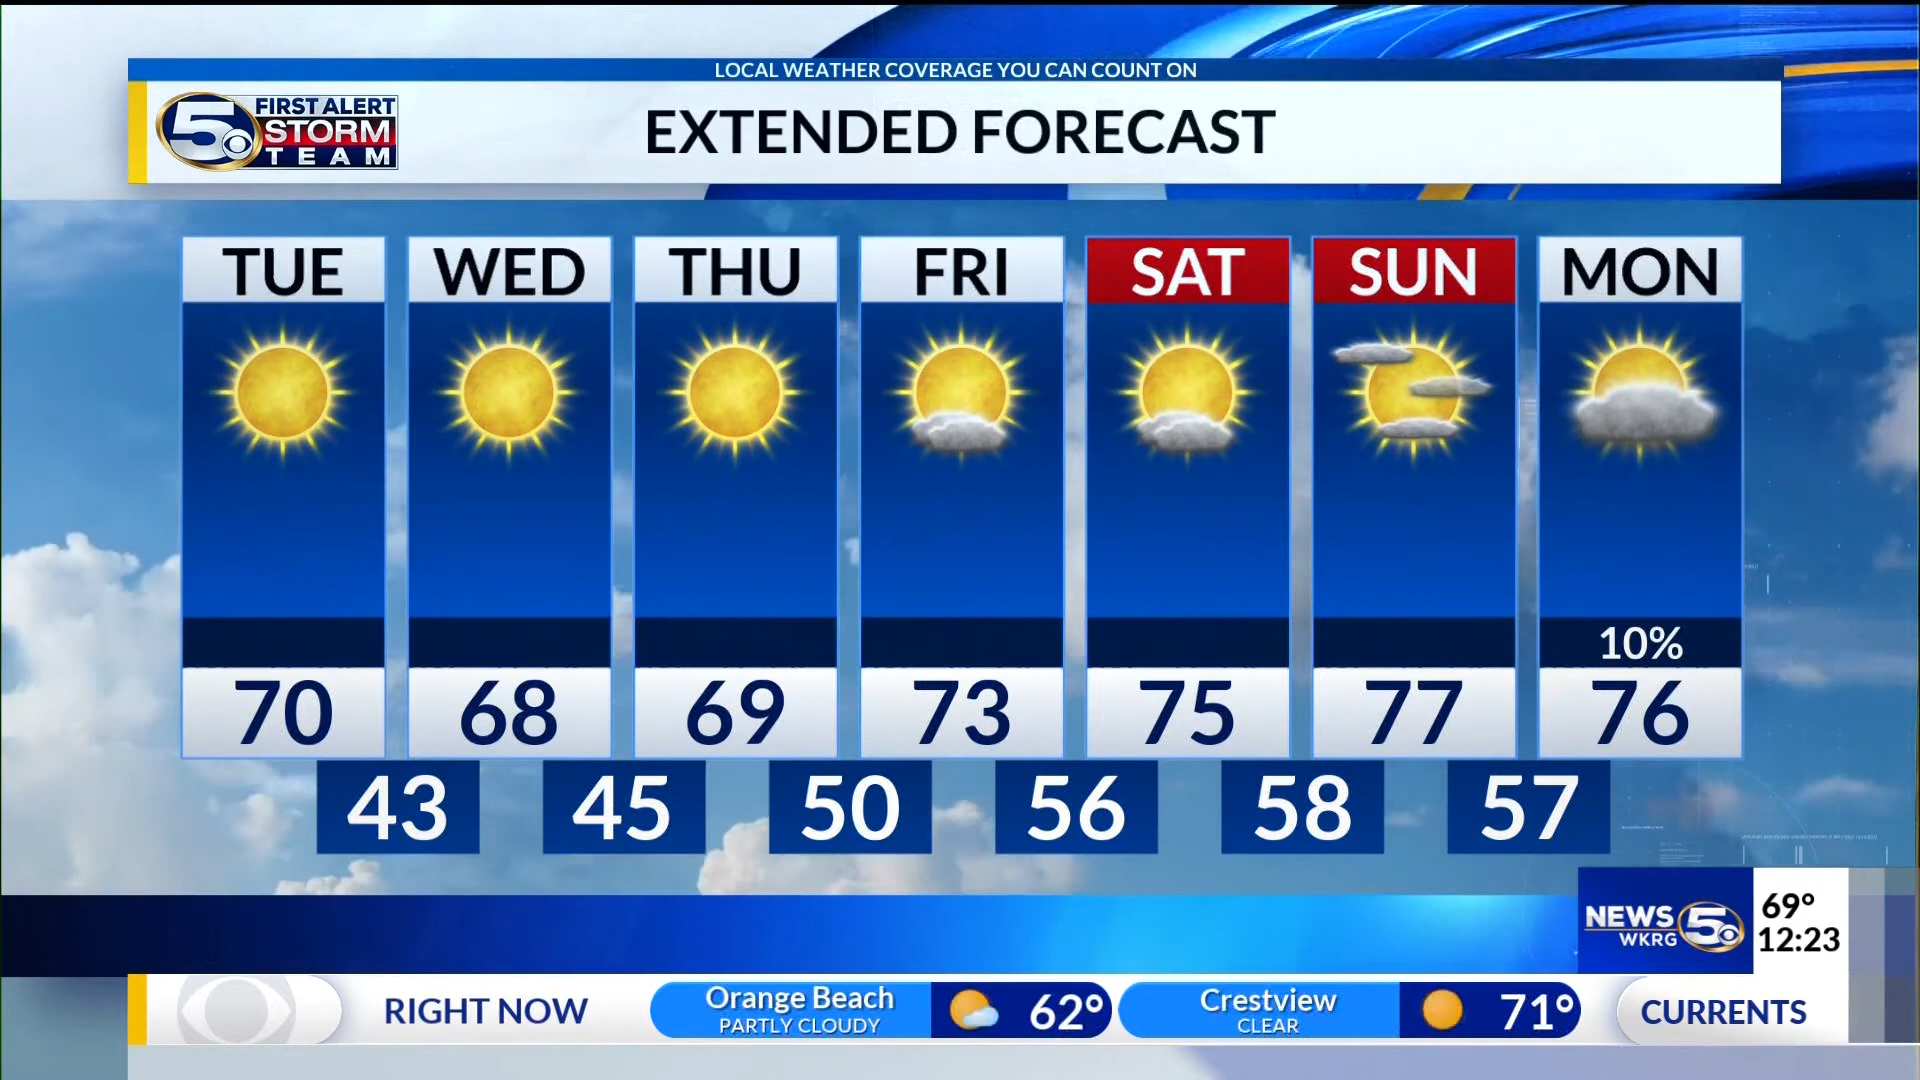 LOCAL WEATHER COVERAGE YOU CAN COUNT ON
5 FIRST ALERT
STORM
TEAM
EXTENDED FORECAST
TUE WED THU FRI SAT SUN MON
10%
70 68 69 73 75 77 76
43 45 50 56 58 57
NEWS 5
WKRG
69°
12:23
RIGHT NOW
Orange Beach
PARTLY CLOUDY
62°
Crestview
CLEAR
71°
CURRENTS